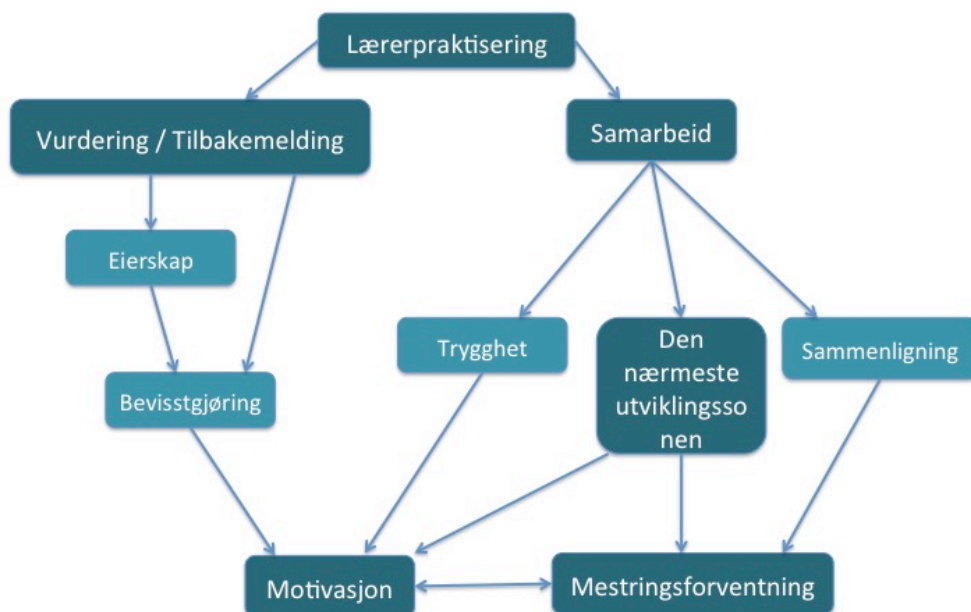 Lærerpraktisering
Vurdering / Tilbakemelding
Samarbeid
Eierskap
Trygghet
Den
nærmeste
utviklingsso
nen
Sammenligning
Bevisstgjøring
Motivasjon
Mestringsforventning